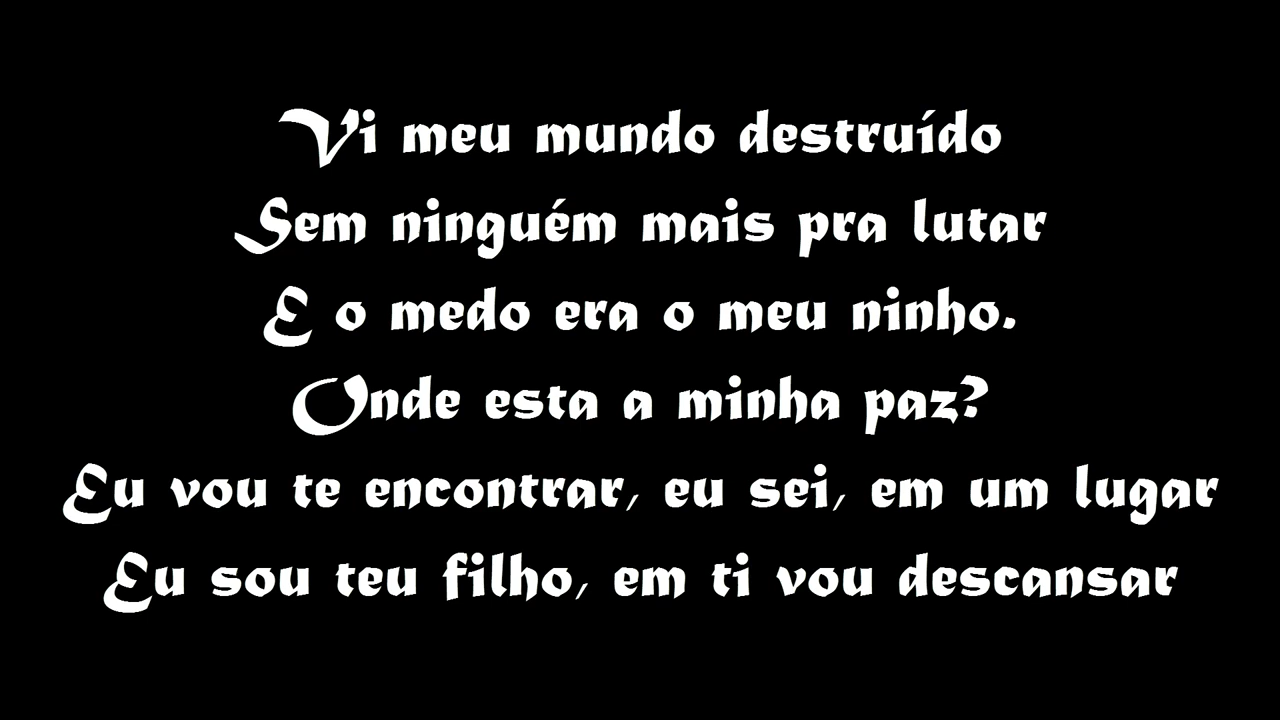 Vi meu mundo destruído
Sem ninguém mais pra lutar
E o medo era o meu ninho.
Onde esta a minha paz?
Eu vou te encontrar, eu sei, em um lugar
Eu sou teu filho, em ti vou descansar